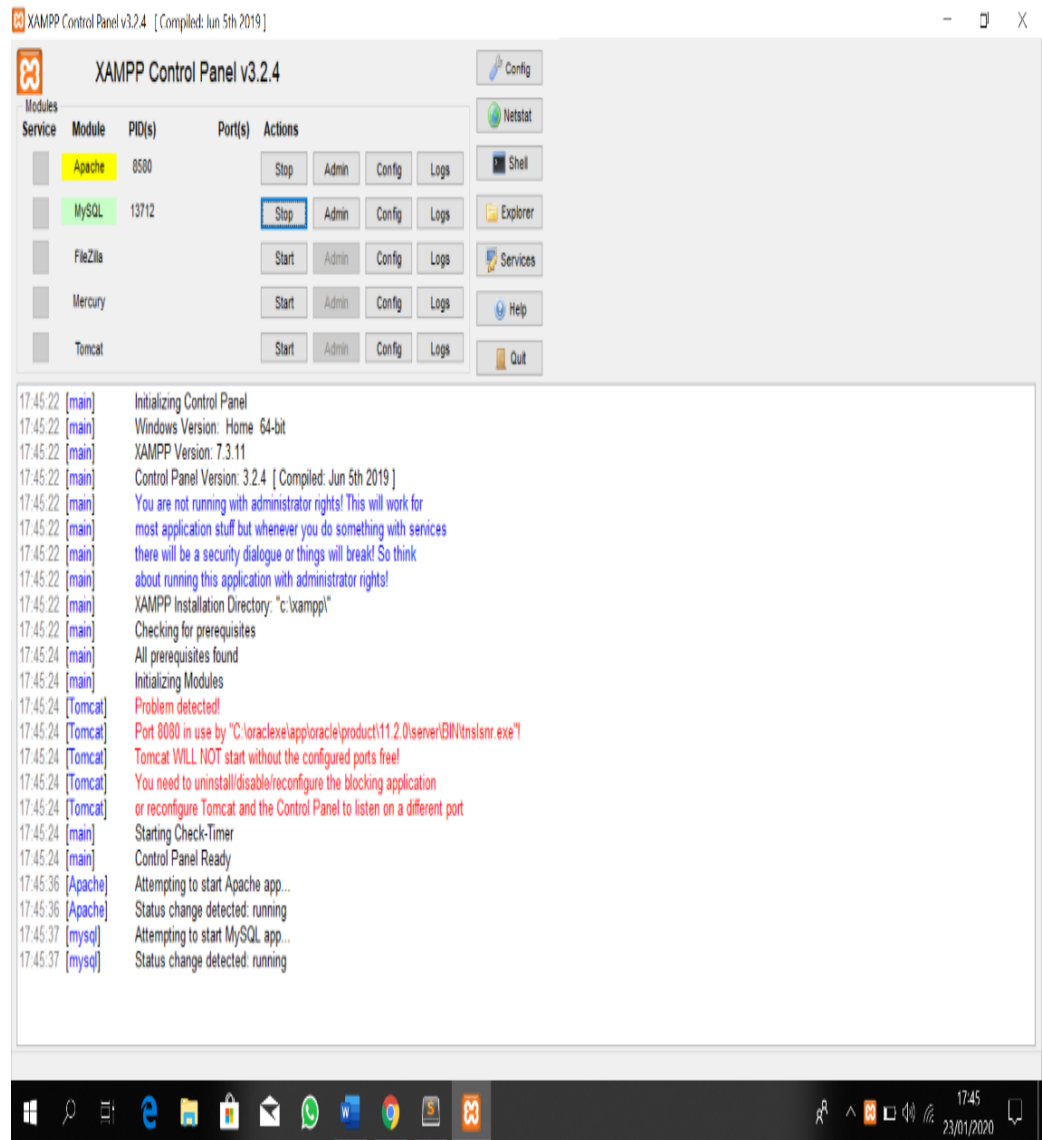 XAMPP Control Panel v3.2.4 [ Compiled: Jun 5th 2019 ]
XAMPP Control Panel v3.2.4
Config
Modules
Service Module PID(s) Port(s) Actions
Netstat
Apache 8580 Stop Admin Config Logs
Shell
MySQL 13712 Stop Admin Config Logs
Explorer
FileZilla Start Admin Config Logs
Services
Mercury Start Admin Config Logs
Help
Tomcat Start Admin Config Logs
Quit
17:45:22 [main] Initializing Control Panel
17:45:22 [main] Windows Version: Home 64-bit
17:45:22 [main] XAMPP Version: 7.3.11
17:45:22 [main] Control Panel Version: 3.2.4 [ Compiled: Jun 5th 2019 ]
17:45:22 [main] You are not running with administrator rights! This will work for
17:45:22 [main] most application stuff but whenever you do something with services
17:45:22 [main] there will be a security dialogue or things will break! So think
17:45:22 [main] about running this application with administrator rights!
17:45:22 [main] XAMPP Installation Directory: "c:\xampp\"
17:45:22 [main] Checking for prerequisites
17:45:24 [main] All prerequisites found
17:45:24 [main] Initializing Modules
17:45:24 [Tomcat] Problem detected!
17:45:24 [Tomcat] Port 8080 in use by "C:\oraclexe\app\oracle\product\11.2.0\server\BIN\tnslsnr.exe"!
17:45:24 [Tomcat] Tomcat WILL NOT start without the configured ports free!
17:45:24 [Tomcat] You need to uninstall/disable/reconfigure the blocking application
17:45:24 [Tomcat] or reconfigure Tomcat and the Control Panel to listen on a different port
17:45:24 [main] Starting Check-Timer
17:45:24 [main] Control Panel Ready
17:45:36 [Apache] Attempting to start Apache app...
17:45:36 [Apache] Status change detected: running
17:45:37 [mysql] Attempting to start MySQL app...
17:45:37 [mysql] Status change detected: running
17:45
23/01/2020